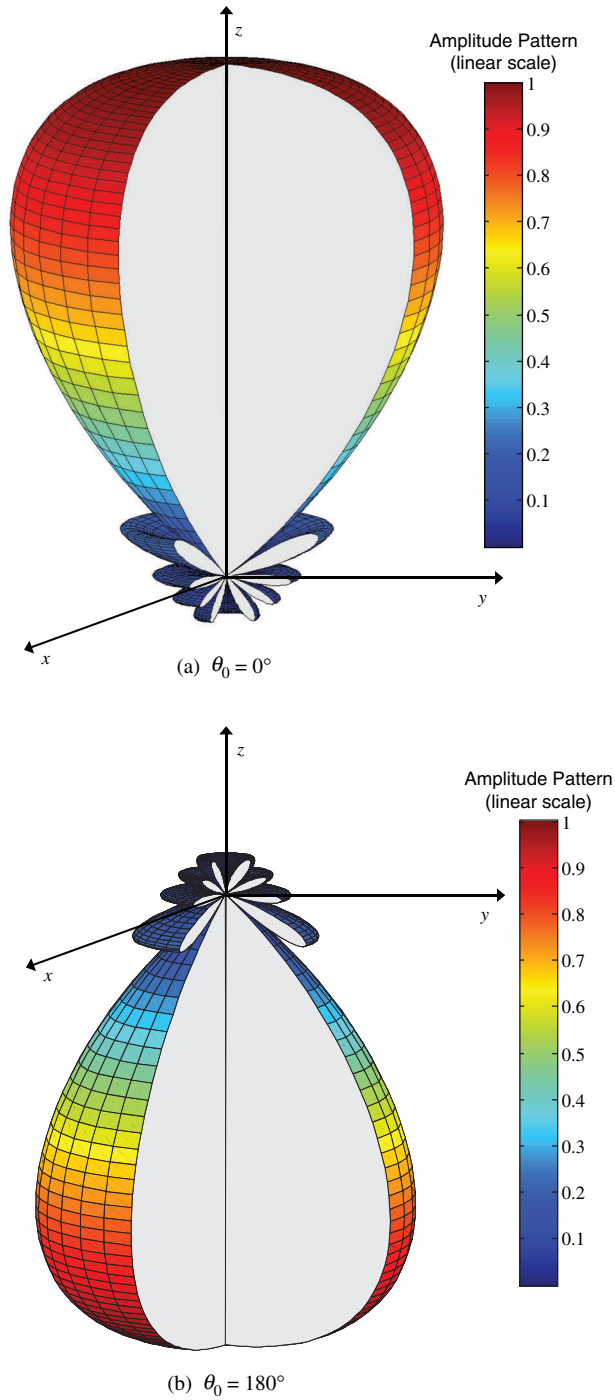 z
Amplitude Pattern
(linear scale)
1
0.9
0.8
0.7
0.6
0.5
0.4
0.3
0.2
0.1
y
x
(a) θ₀ = 0°
z
Amplitude Pattern
(linear scale)
1
0.9
0.8
0.7
0.6
0.5
0.4
0.3
0.2
0.1
y
x
(b) θ₀ = 180°